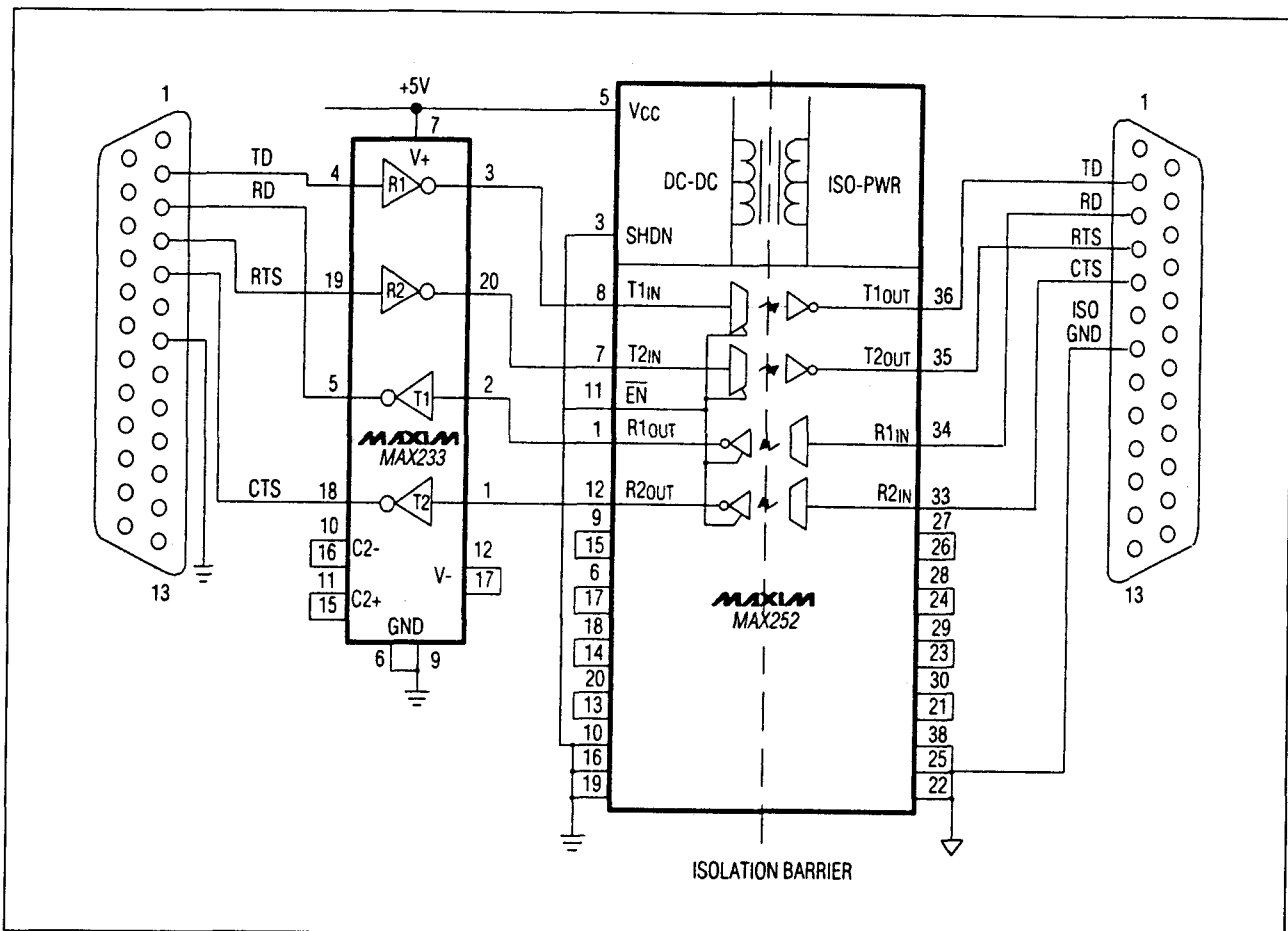 1
+5V
7
V+
TD
4
R1
3
RD
RTS
19
R2
20
5
T1
2
MAXIM
MAX233
CTS
18
T2
1
10
16
C2-
11
15
C2+
12
V-
17
GND
6
9
13
5
VCC
DC-DC
ISO-PWR
3
SHDN
8
T1IN
T1OUT
36
7
T2IN
T2OUT
35
11
EN
1
R1OUT
R1IN
34
12
R2OUT
R2IN
33
9
15
6
17
18
14
20
13
10
16
19
27
26
28
24
29
23
30
21
38
25
22
MAXIM
MAX252
ISOLATION BARRIER
1
TD
RD
RTS
CTS
ISO
GND
13